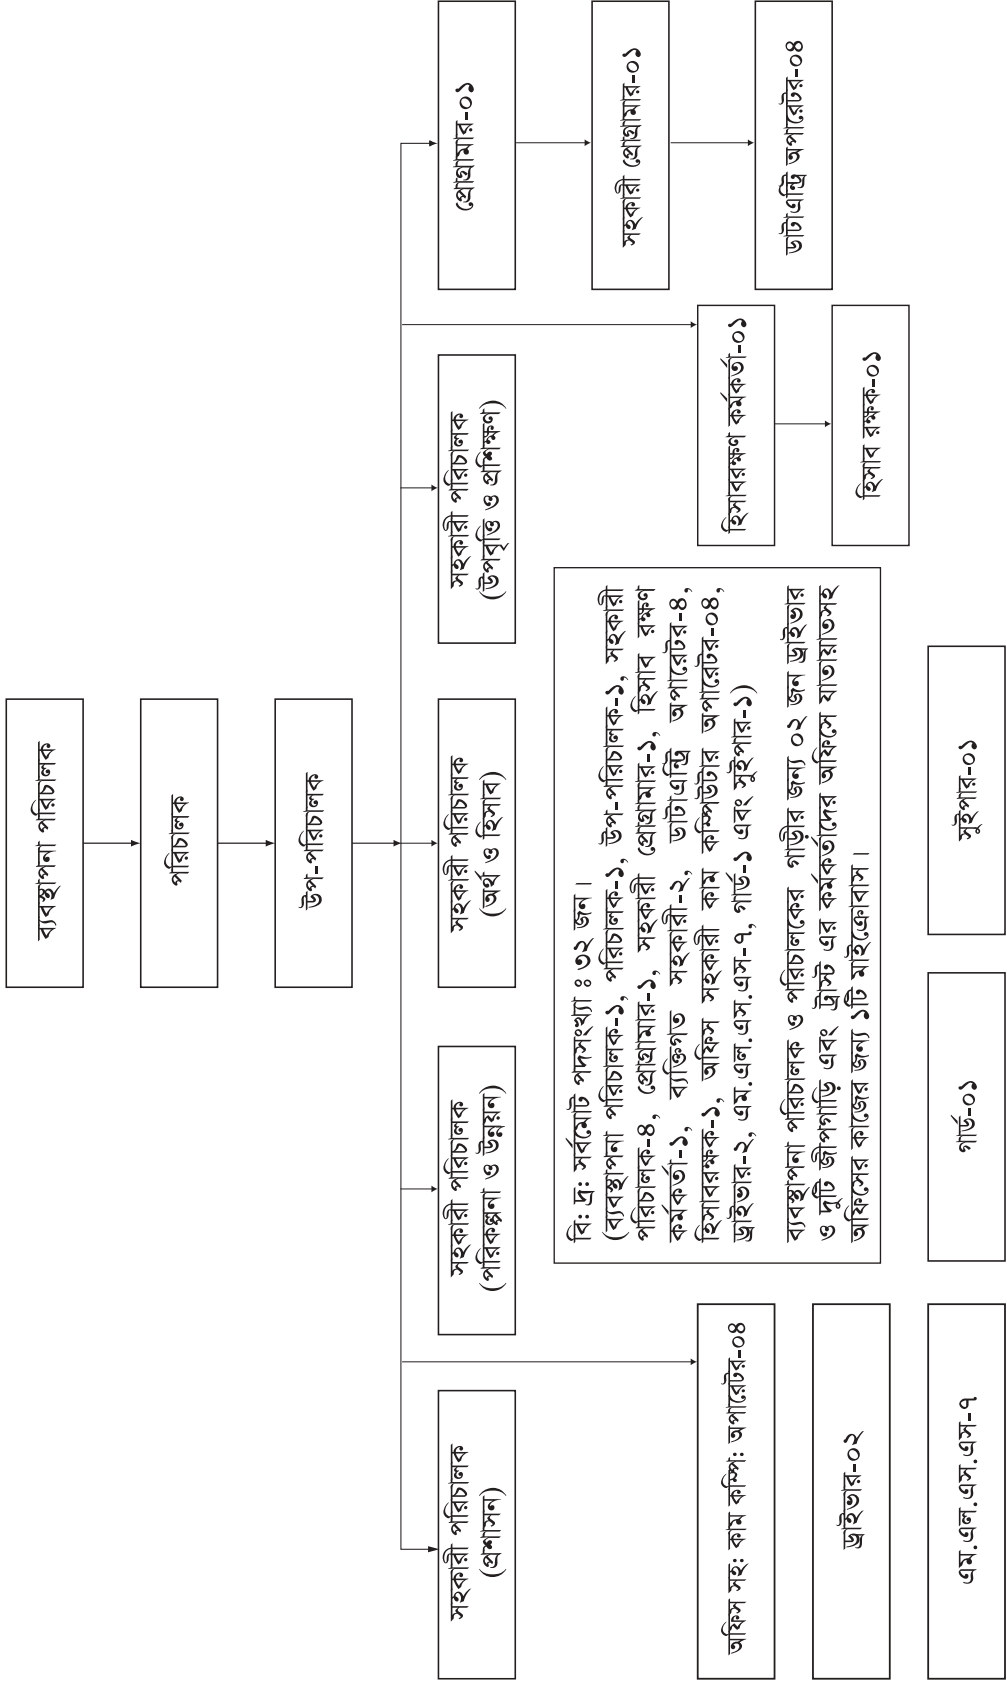 ব্যবস্থাপনা পরিচালক
পরিচালক
উপ-পরিচালক
সহকারী পরিচালক
(প্রশাসন)
সহকারী পরিচালক
(পরিকল্পনা ও উন্নয়ন)
সহকারী পরিচালক
(অর্থ ও হিসাব)
সহকারী পরিচালক
(উপবৃত্তি ও প্রশিক্ষণ)
প্রোগ্রামার-০১
সহকারী প্রোগ্রামার-০১
ডাটাএন্ট্রি অপারেটর-০৪
হিসাবরক্ষণ কর্মকর্তা-০১
হিসাব রক্ষক-০১
বি: দ্র: সর্বমোট পদসংখ্যা : ৩২ জন।
(ব্যবস্থাপনা পরিচালক-১, পরিচালক-১, উপ-পরিচালক-১, সহকারী
পরিচালক-৪, প্রোগ্রামার-১, সহকারী প্রোগ্রামার-১, হিসাব রক্ষণ
কর্মকর্তা-১, ব্যক্তিগত সহকারী-২, ডাটাএন্ট্রি অপারেটর-৪,
হিসাবরক্ষক-১, অফিস সহকারী কাম কম্পিউটার অপারেটর-০৪,
ড্রাইভার-২, এম.এল.এস.এস-৭, গার্ড-১ এবং সুইপার-১)
ব্যবস্থাপনা পরিচালক ও পরিচালকের গাড়ীর জন্য ০২ জন ড্রাইভার
ও দুটি জীপগাড়ি এবং ট্রাস্ট এর কর্মকর্তাদের অফিসে যাতায়াতসহ
অফিসের কাজের জন্য ১টি মাইক্রোবাস।
অফিস সহ: কাম কম্পি: অপারেটর-০৪
ড্রাইভার-০২
এম.এল.এস.এস-৭
গার্ড-০১
সুইপার-০১